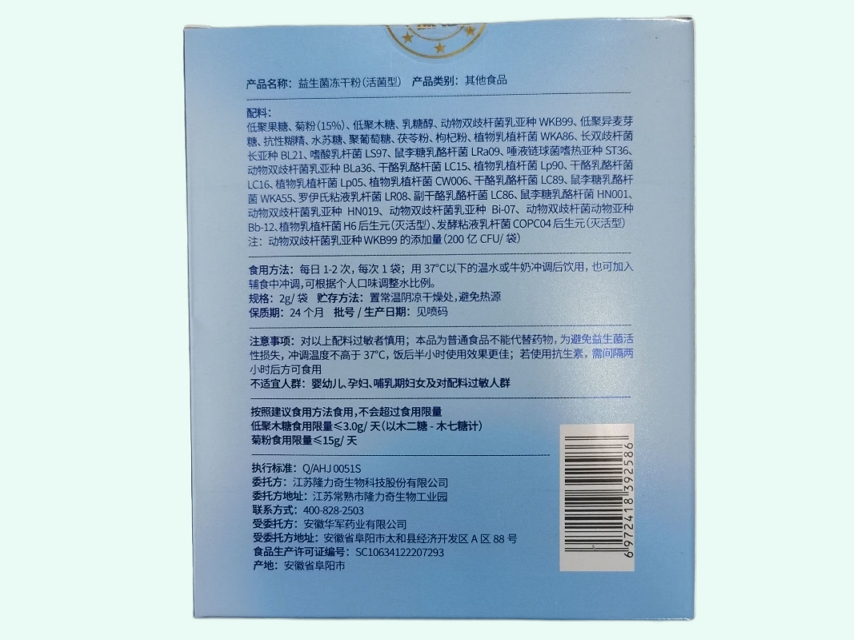 产品名称：益生菌冻干粉（活菌型） 产品类别：其他食品
配料：
低聚果糖、菊粉（15%）、低聚木糖、乳糖醇、动物双歧杆菌乳亚种 WKB99、低聚异麦芽
糖、抗性糊精、水苏糖、聚葡萄糖、茯苓粉、枸杞粉、植物乳植杆菌 WKA86、长双歧杆菌
长亚种 BL21、嗜酸乳杆菌 LS97、鼠李糖乳酪杆菌 LRa09、唾液链球菌嗜热亚种 ST36、
动物双歧杆菌乳亚种 BLa36、干酪乳酪杆菌 LC15、植物乳植杆菌 Lp90、干酪乳酪杆菌
LC16、植物乳植杆菌 Lp05、植物乳植杆菌 CW006、干酪乳酪杆菌 LC89、鼠李糖乳酪杆
菌 WKA55、罗伊氏粘液乳杆菌 LR08、副干酪乳酪杆菌 LC86、鼠李糖乳酪杆菌 HN001、
动物双歧杆菌乳亚种 HN019、动物双歧杆菌乳亚种 Bi-07、动物双歧杆菌动物亚种
Bb-12、植物乳植杆菌 H6 后生元（灭活型）、发酵粘液乳杆菌 COPC04 后生元（灭活型）
注：动物双歧杆菌乳亚种 WKB99 的添加量（200 亿 CFU/ 袋）
食用方法：每日 1-2 次，每次 1 袋；用 37℃以下的温水或牛奶冲调后饮用，也可加入
辅食中冲调，可根据个人口味调整水比例。
规格：2g/ 袋 贮存方法：置常温阴凉干燥处，避免热源
保质期：24 个月 批号 / 生产日期：见喷码
注意事项：对以上配料过敏者慎用；本品为普通食品不能代替药物，为避免益生菌活
性损失，冲调温度不高于 37℃，饭后半小时使用效果更佳；若使用抗生素，需间隔两
小时后方可食用
不适宜人群：婴幼儿、孕妇、哺乳期妇女及对配料过敏人群
按照建议食用方法食用，不会超过食用限量
低聚木糖食用限量≤3.0g/ 天（以木二糖 - 木七糖计）
菊粉食用限量≤15g/ 天
执行标准：Q/AHJ 0051S
委托方：江苏隆力奇生物科技股份有限公司
委托方地址：江苏常熟市隆力奇生物工业园
联系方式：400-828-2503
受委托方：安徽华军药业有限公司
受委托方地址：安徽省阜阳市太和县经济开发区 A 区 88 号
食品生产许可证编号：SC10634122207293
产地：安徽省阜阳市
6972418392586